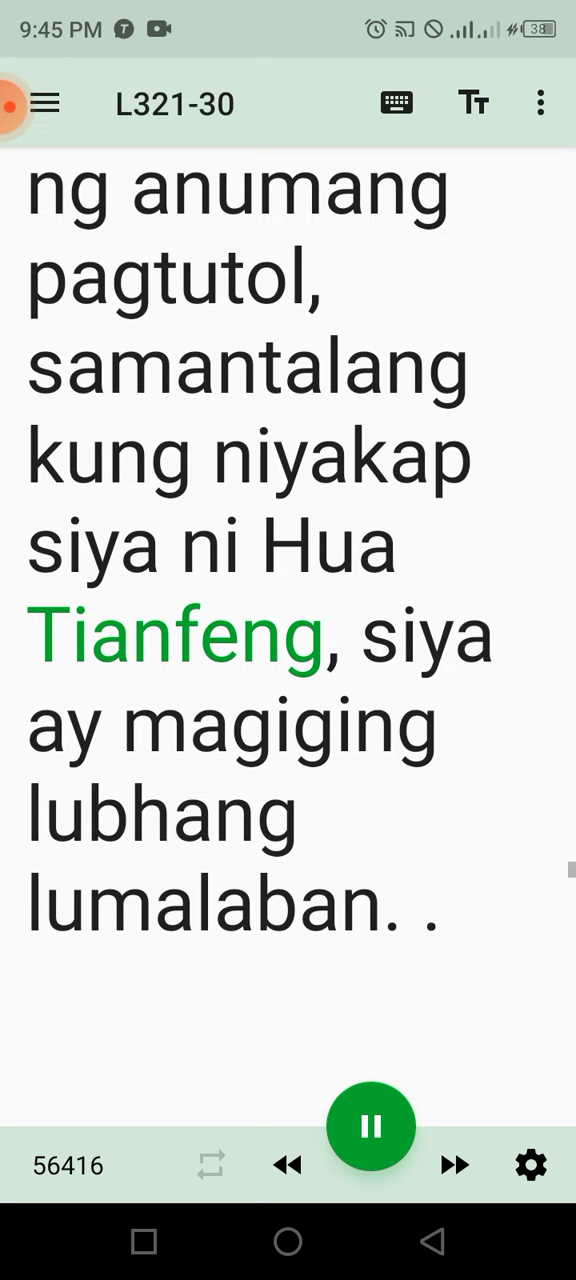 9:45 PM
38
L321-30
ng anumang
pagtutol,
samantalang
kung niyakap
siya ni Hua
Tianfeng, siya
ay magiging
lubhang
lumalaban. .
56416